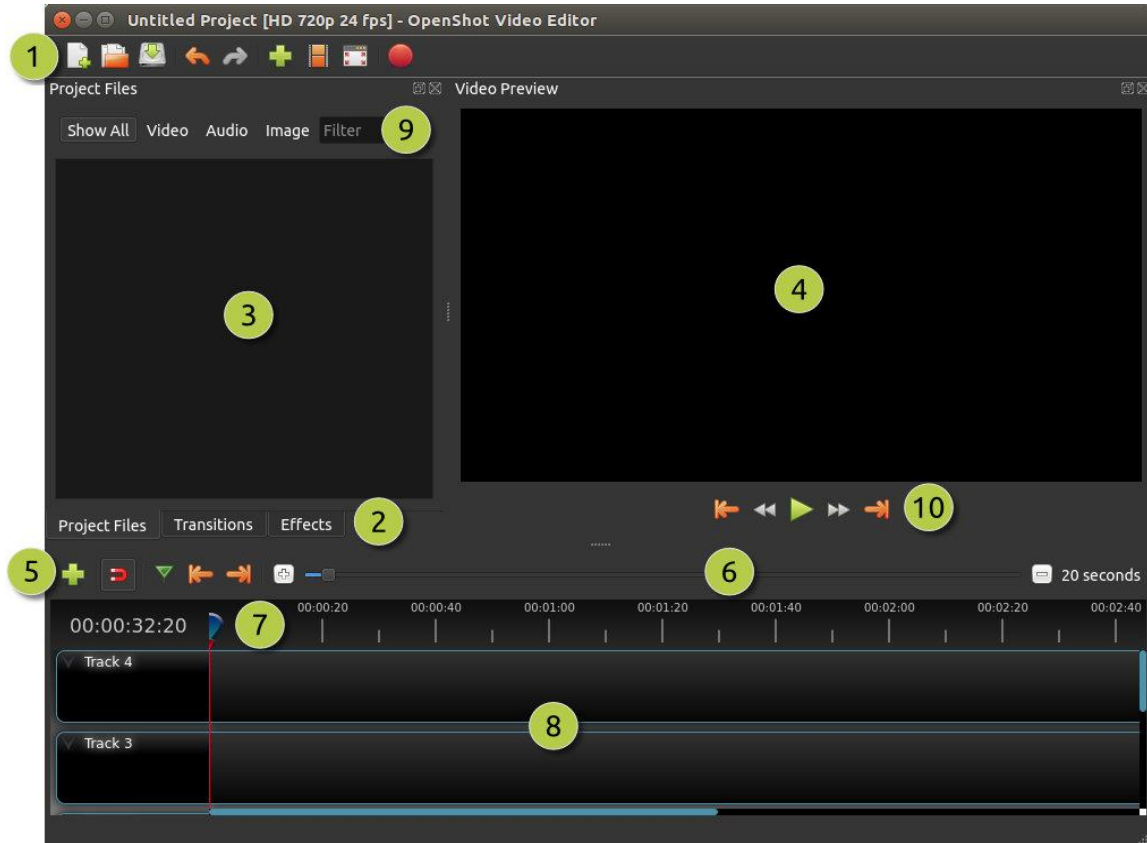 Untitled Project [HD 720p 24 fps] - OpenShot Video Editor
1
Project Files
Video Preview
Show All Video Audio Image Filter 9
3
4
Project Files Transitions Effects 2
10
5
6
20 seconds
00:00:32:20 7 00:00:20 00:00:40 00:01:00 00:01:20 00:01:40 00:02:00 00:02:20 00:02:40
Track 4
8
Track 3